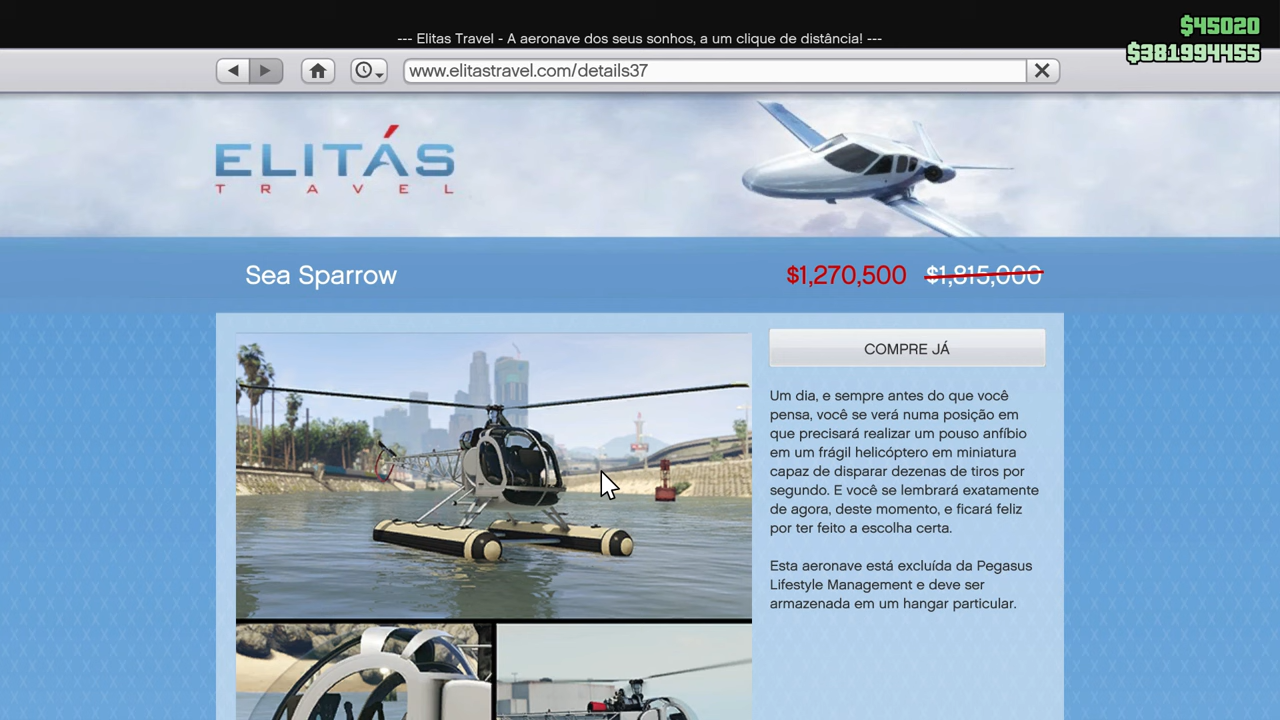 --- Elitas Travel - A aeronave dos seus sonhos, a um clique de distância! ---
$45020
$381994455
www.elitastravel.com/details37
ELITÁS
TRAVEL
Sea Sparrow
$1,270,500 $1,815,000
COMPRE JÁ
Um dia, e sempre antes do que você
pensa, você se verá numa posição em
que precisará realizar um pouso anfíbio
em um frágil helicóptero em miniatura
capaz de disparar dezenas de tiros por
segundo. E você se lembrará exatamente
de agora, deste momento, e ficará feliz
por ter feito a escolha certa.
Esta aeronave está excluída da Pegasus
Lifestyle Management e deve ser
armazenada em um hangar particular.